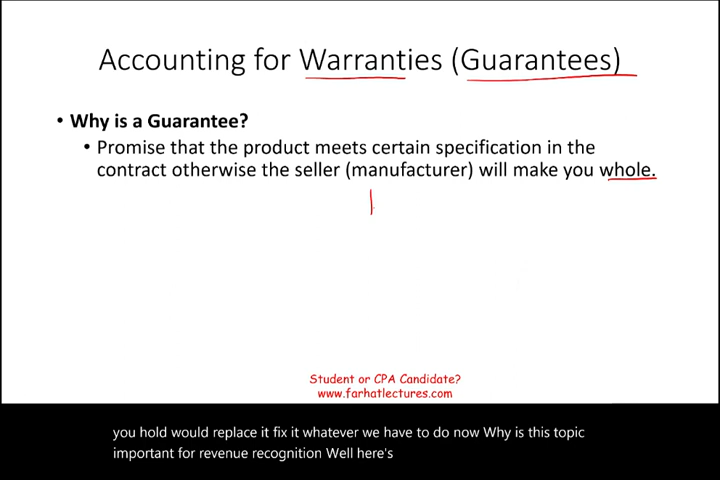 Accounting for Warranties (Guarantees)
• Why is a Guarantee?
• Promise that the product meets certain specification in the
contract otherwise the seller (manufacturer) will make you whole.
Student or CPA Candidate?
www.farhatlectures.com
you hold would replace it fix it whatever we have to do now Why is this topic
important for revenue recognition Well here's